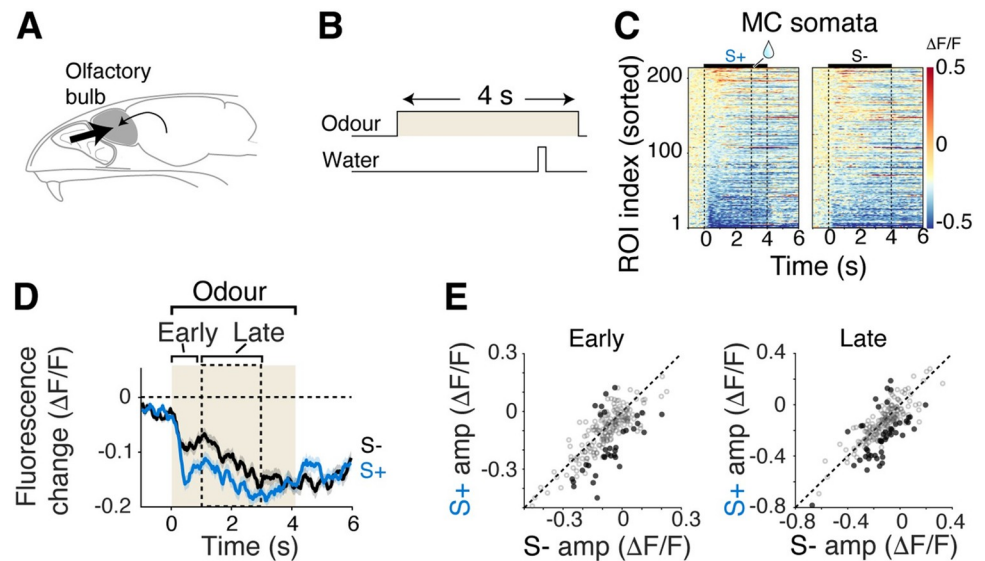 A
Olfactory
bulb
B
4 s
Odour
Water
C
MC somata
S+
S-
ΔF/F
ROI index (sorted)
200
100
1
0.5
0
-0.5
0 2 4 6
0 2 4 6
Time (s)
D
Odour
Early
Late
Fluorescence
change (ΔF/F)
0
-0.1
-0.2
S-
S+
0 2 4 6
Time (s)
E
Early
S+ amp (ΔF/F)
0.3
0
-0.3
-0.3 0 0.3
S- amp (ΔF/F)
Late
S+ amp (ΔF/F)
0.4
0
-0.4
-0.8
-0.8 -0.4 0 0.4
S- amp (ΔF/F)